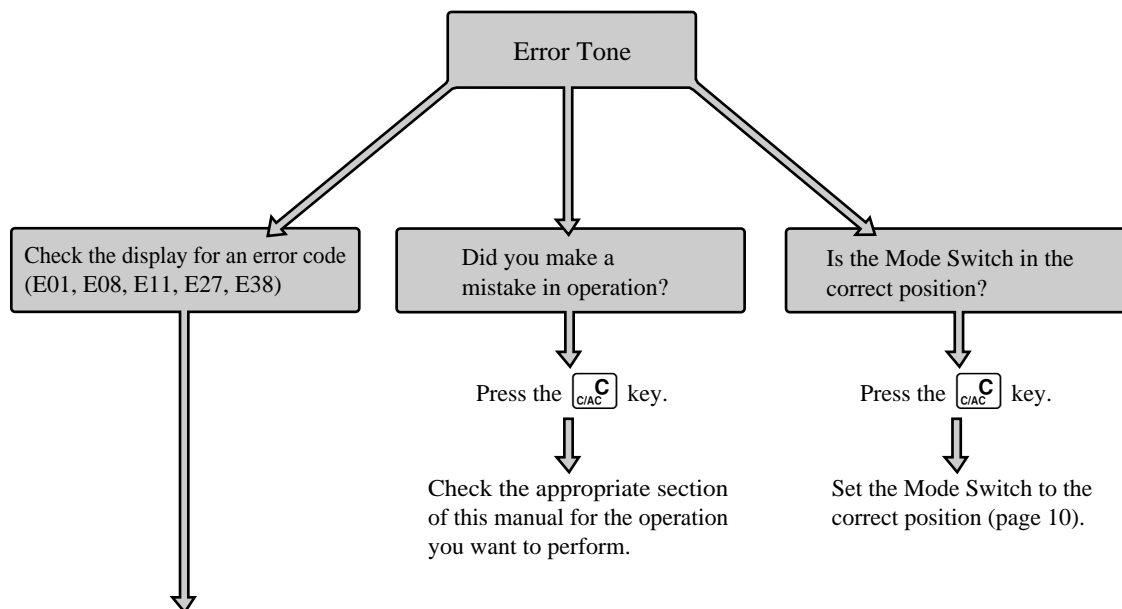 Error Tone
Check the display for an error code
(E01, E08, E11, E27, E38)
Did you make a
mistake in operation?
Press the C/AC C key.
Check the appropriate section
of this manual for the operation
you want to perform.
Is the Mode Switch in the
correct position?
Press the C/AC C key.
Set the Mode Switch to the
correct position (page 10).